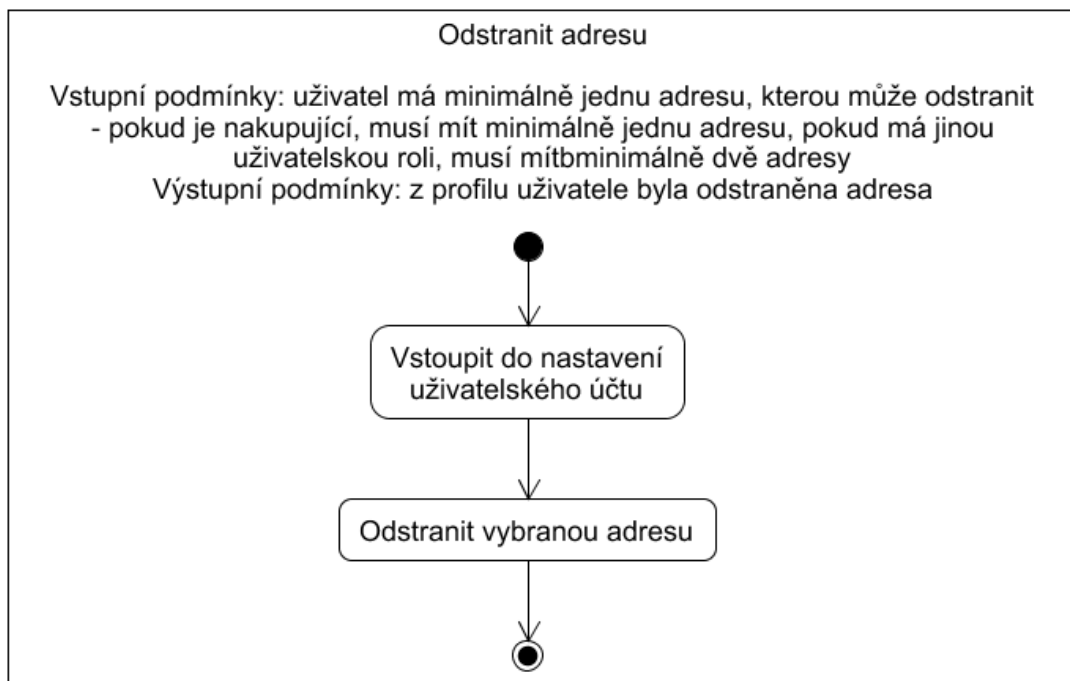 Odstranit adresu
Vstupní podmínky: uživatel má minimálně jednu adresu, kterou může odstranit
- pokud je nakupující, musí mít minimálně jednu adresu, pokud má jinou
uživatelskou roli, musí mítbminimálně dvě adresy
Výstupní podmínky: z profilu uživatele byla odstraněna adresa
Vstoupit do nastavení
uživatelského účtu
Odstranit vybranou adresu